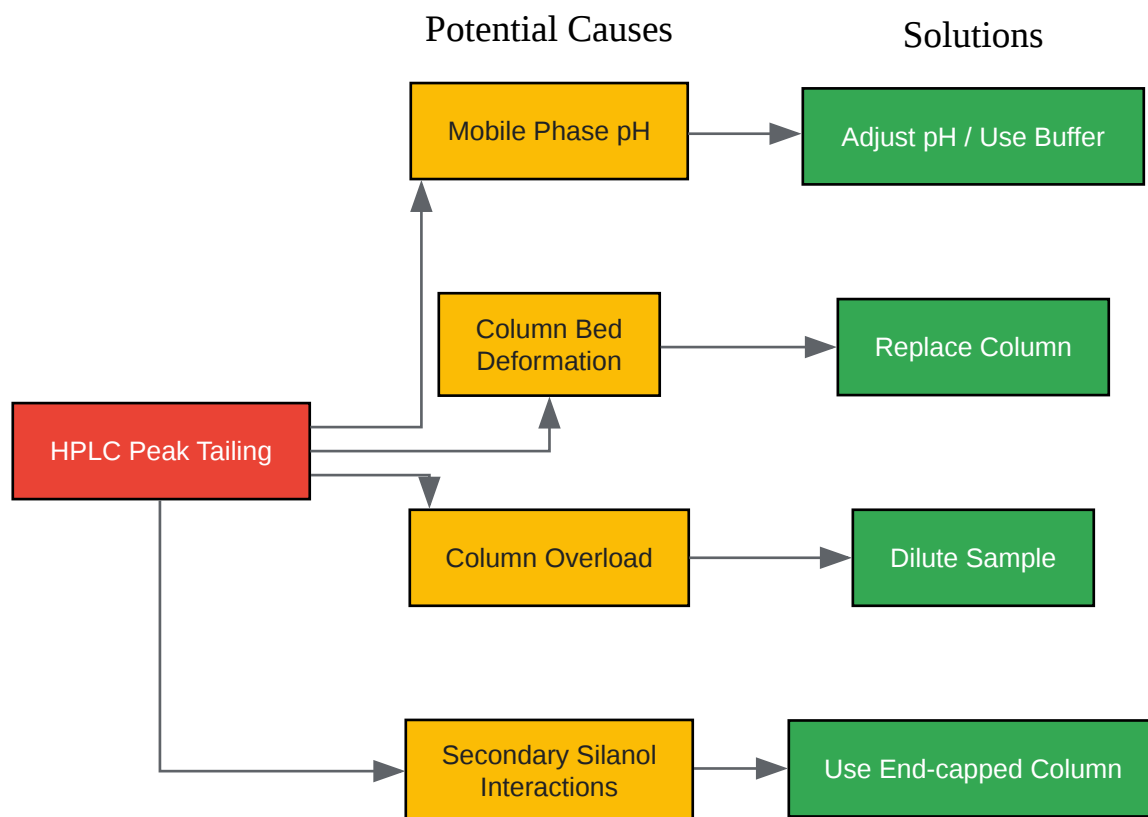 Potential Causes
Solutions
Mobile Phase pH
Adjust pH / Use Buffer
Column Bed
Deformation
Replace Column
HPLC Peak Tailing
Column Overload
Dilute Sample
Secondary Silanol
Interactions
Use End-capped Column